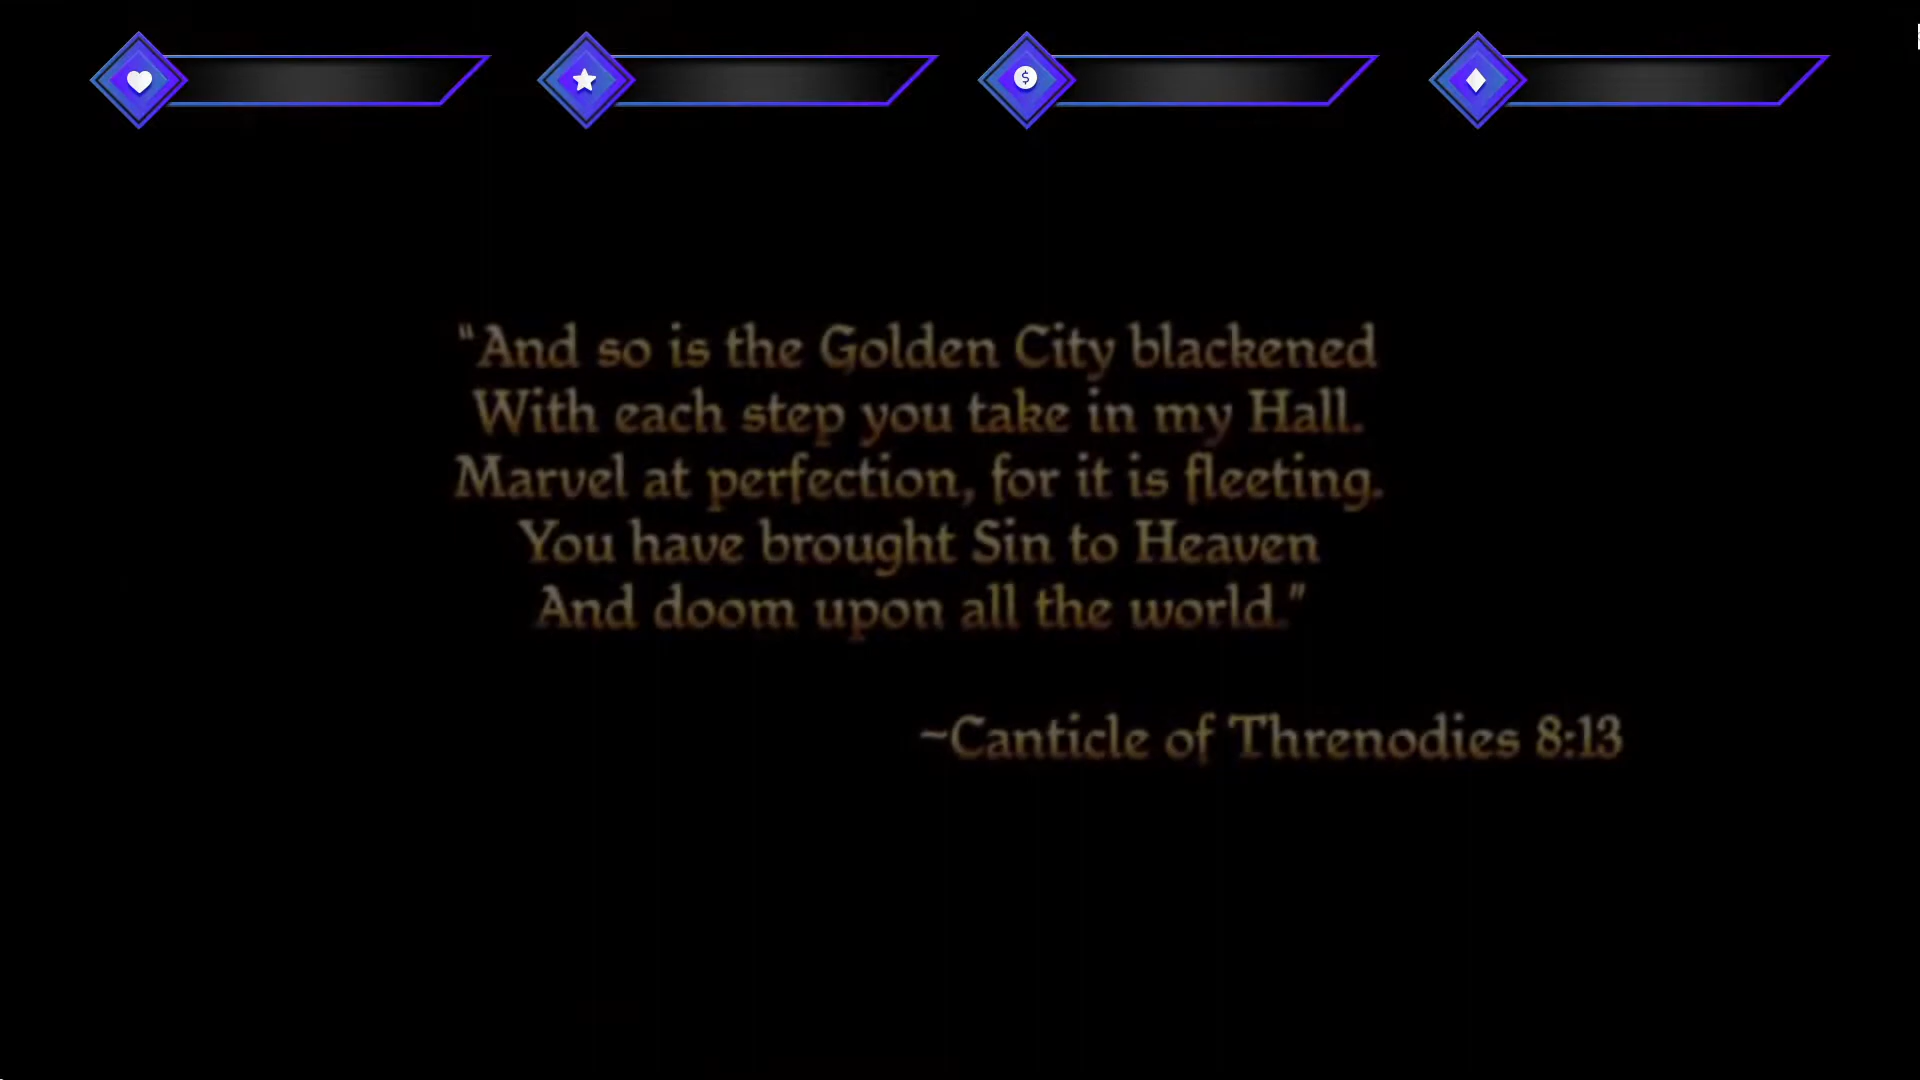 “And so is the Golden City blackened
With each step you take in my Hall.
Marvel at perfection, for it is fleeting.
You have brought Sin to Heaven
And doom upon all the world.”
~Canticle of Threnodies 8:13